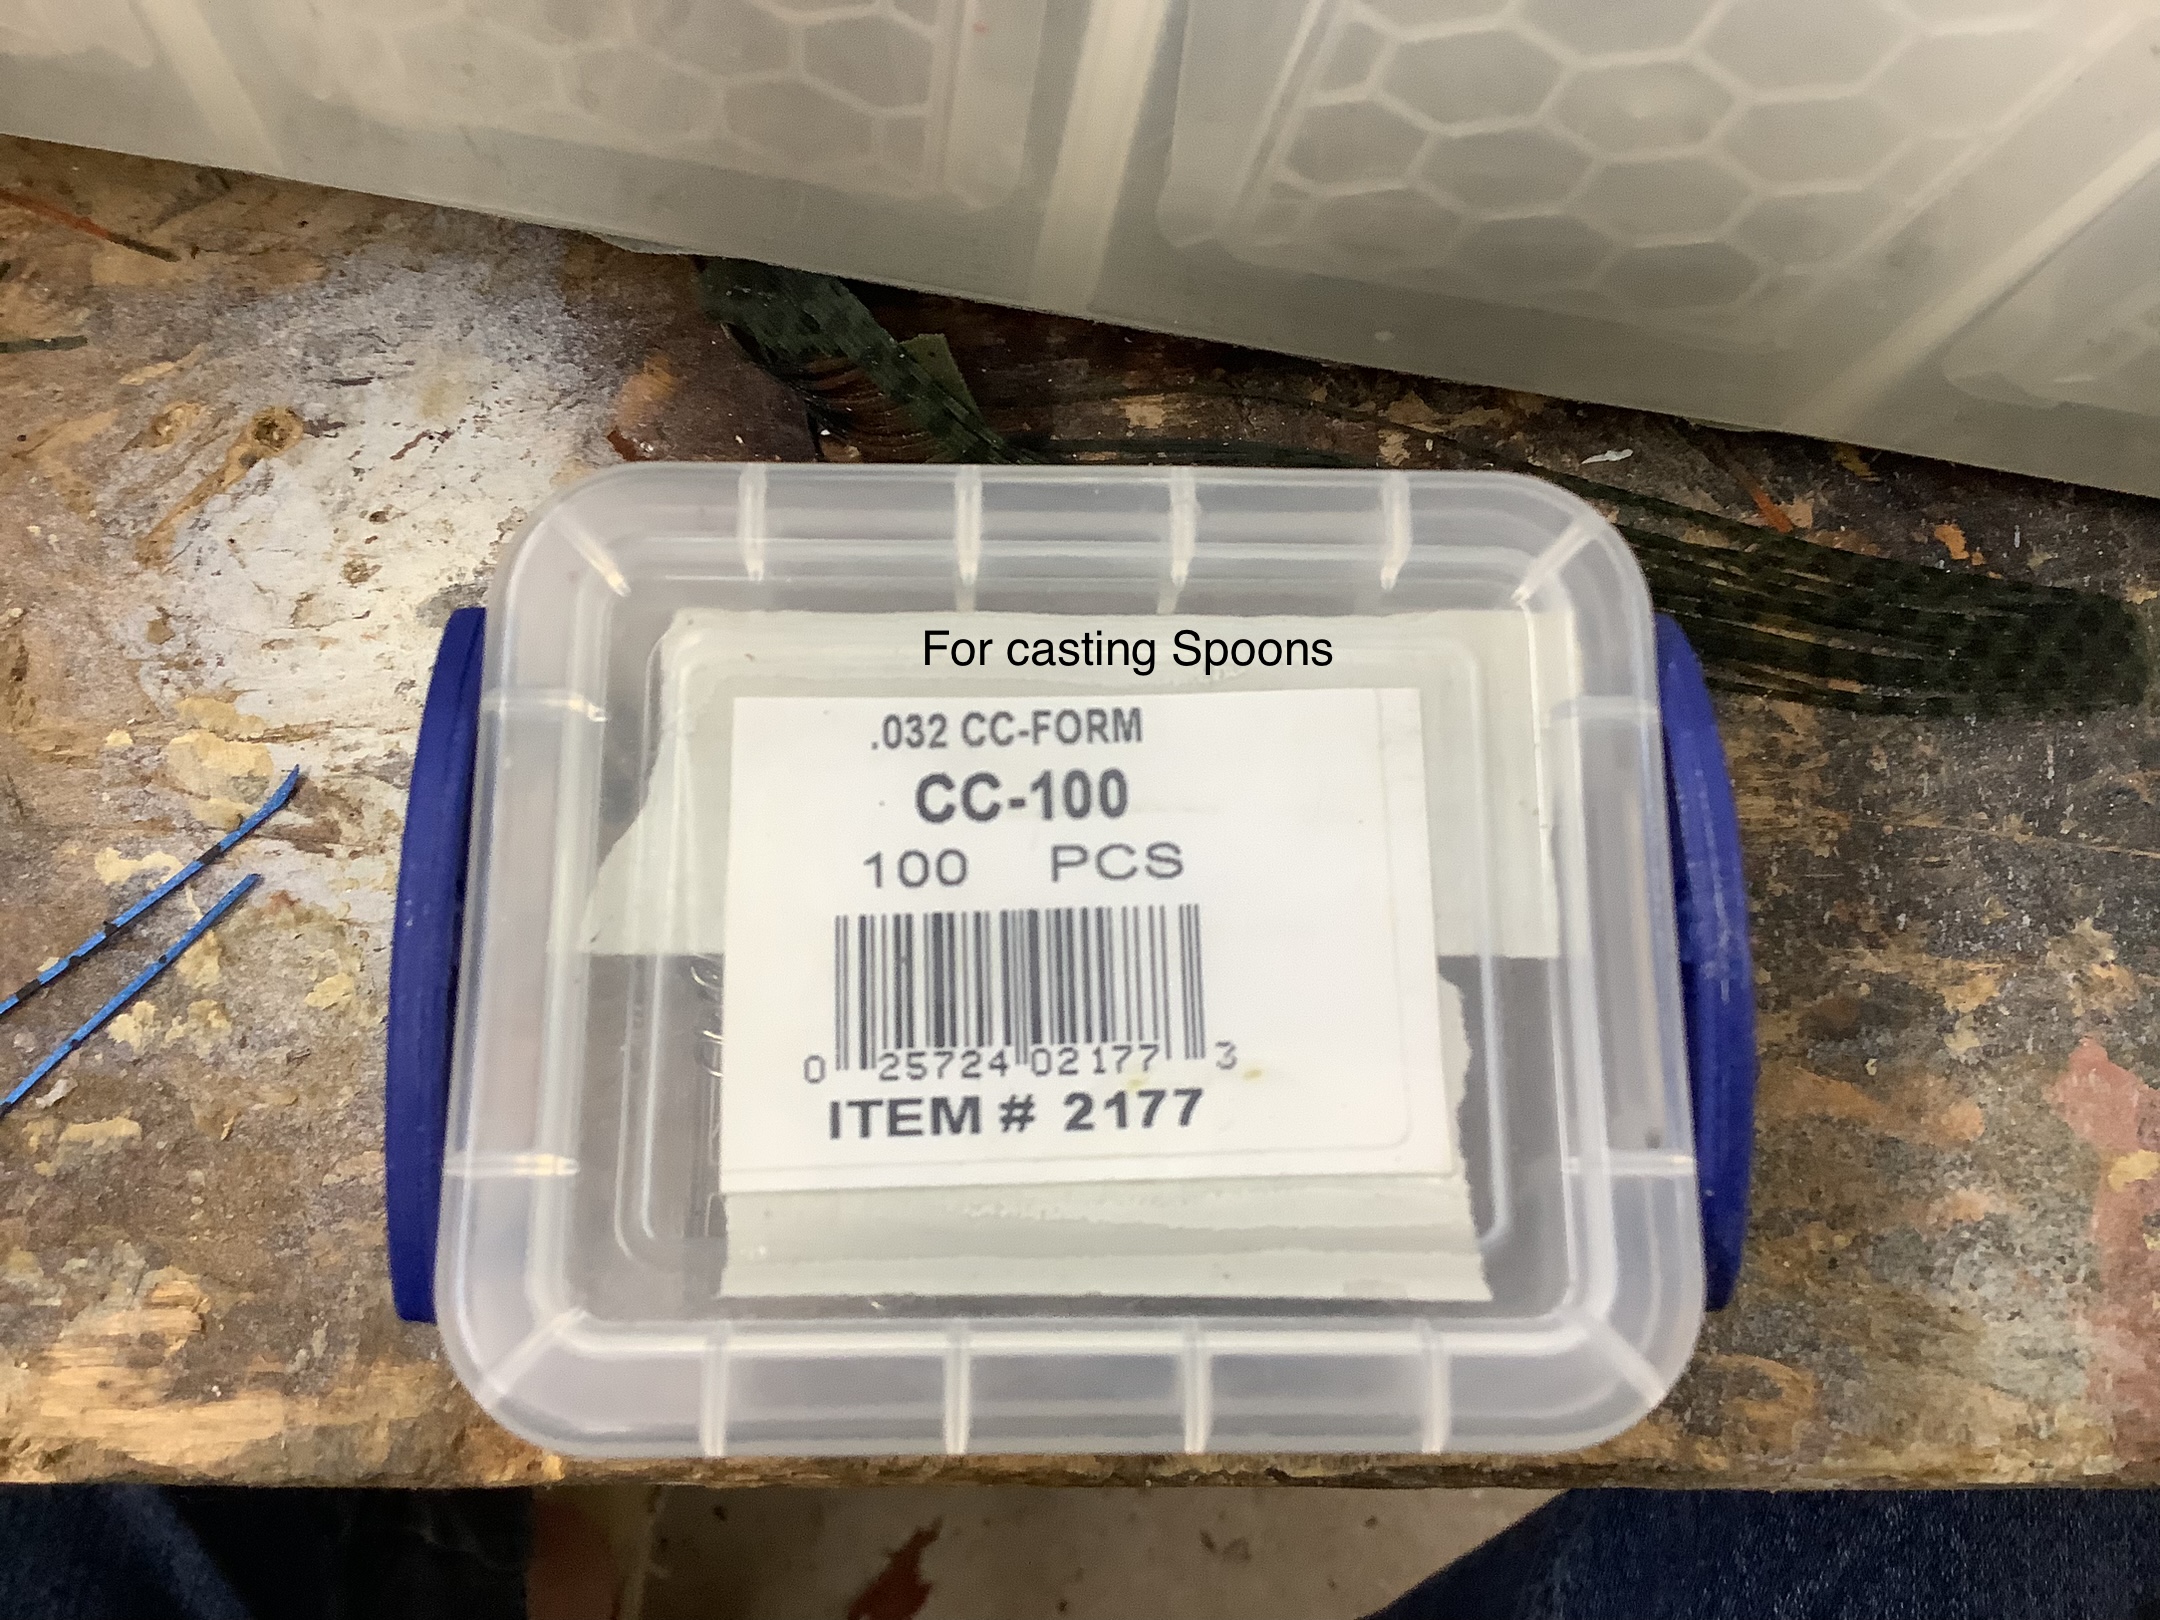 For casting Spoons
.032 CC-FORM
CC-100
100 PCS
0 25724 02177 3
ITEM # 2177